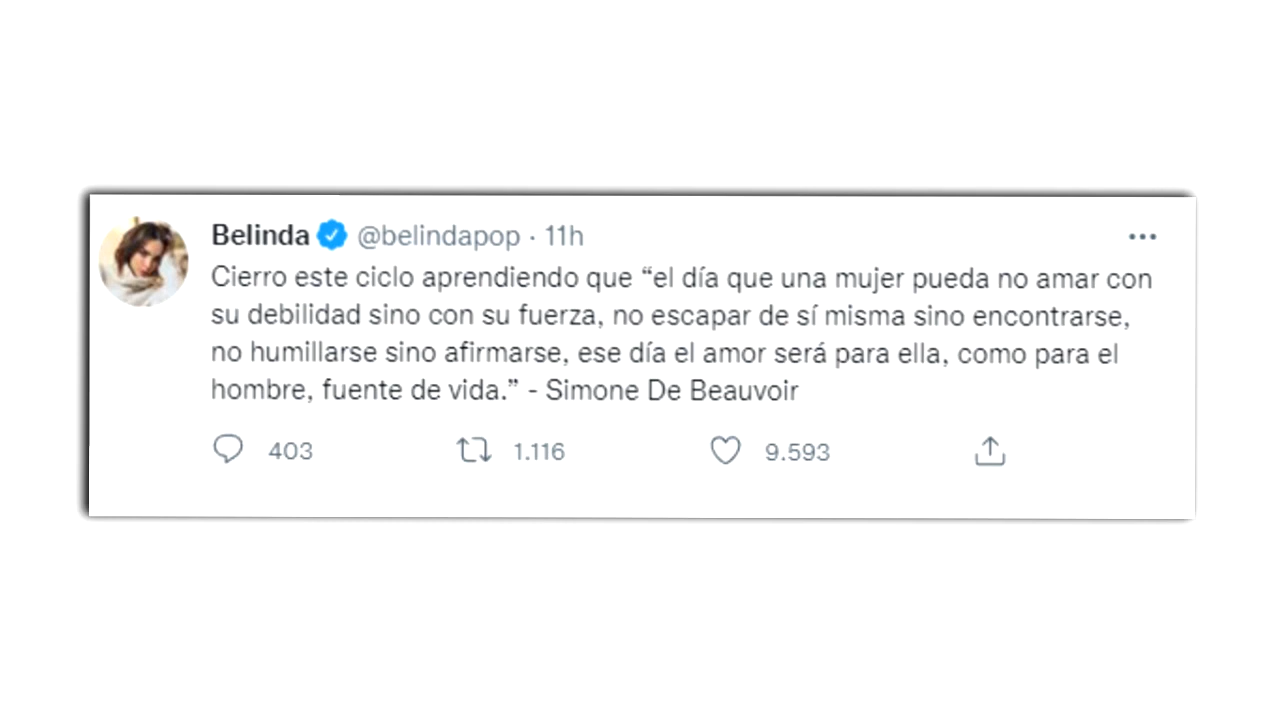 Belinda @belindapop · 11h
Cierro este ciclo aprendiendo que “el día que una mujer pueda no amar con
su debilidad sino con su fuerza, no escapar de sí misma sino encontrarse,
no humillarse sino afirmarse, ese día el amor será para ella, como para el
hombre, fuente de vida.” - Simone De Beauvoir
403 1.116 9.593